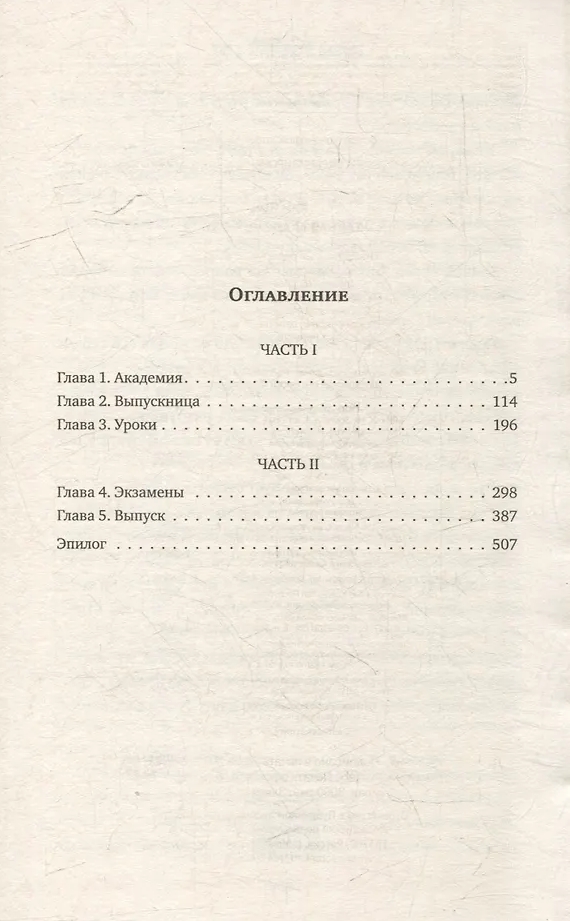 Оглавление
ЧАСТЬ I
Глава 1. Академия. . . . . . . . . . . . . . . . . . . . . . . . . . . . . .5
Глава 2. Выпускница . . . . . . . . . . . . . . . . . . . . . . . . . . . 114
Глава 3. Уроки . . . . . . . . . . . . . . . . . . . . . . . . . . . . . . . 196
ЧАСТЬ II
Глава 4. Экзамены . . . . . . . . . . . . . . . . . . . . . . . . . . . . 298
Глава 5. Выпуск . . . . . . . . . . . . . . . . . . . . . . . . . . . . . . 387
Эпилог . . . . . . . . . . . . . . . . . . . . . . . . . . . . . . . . . . . 507